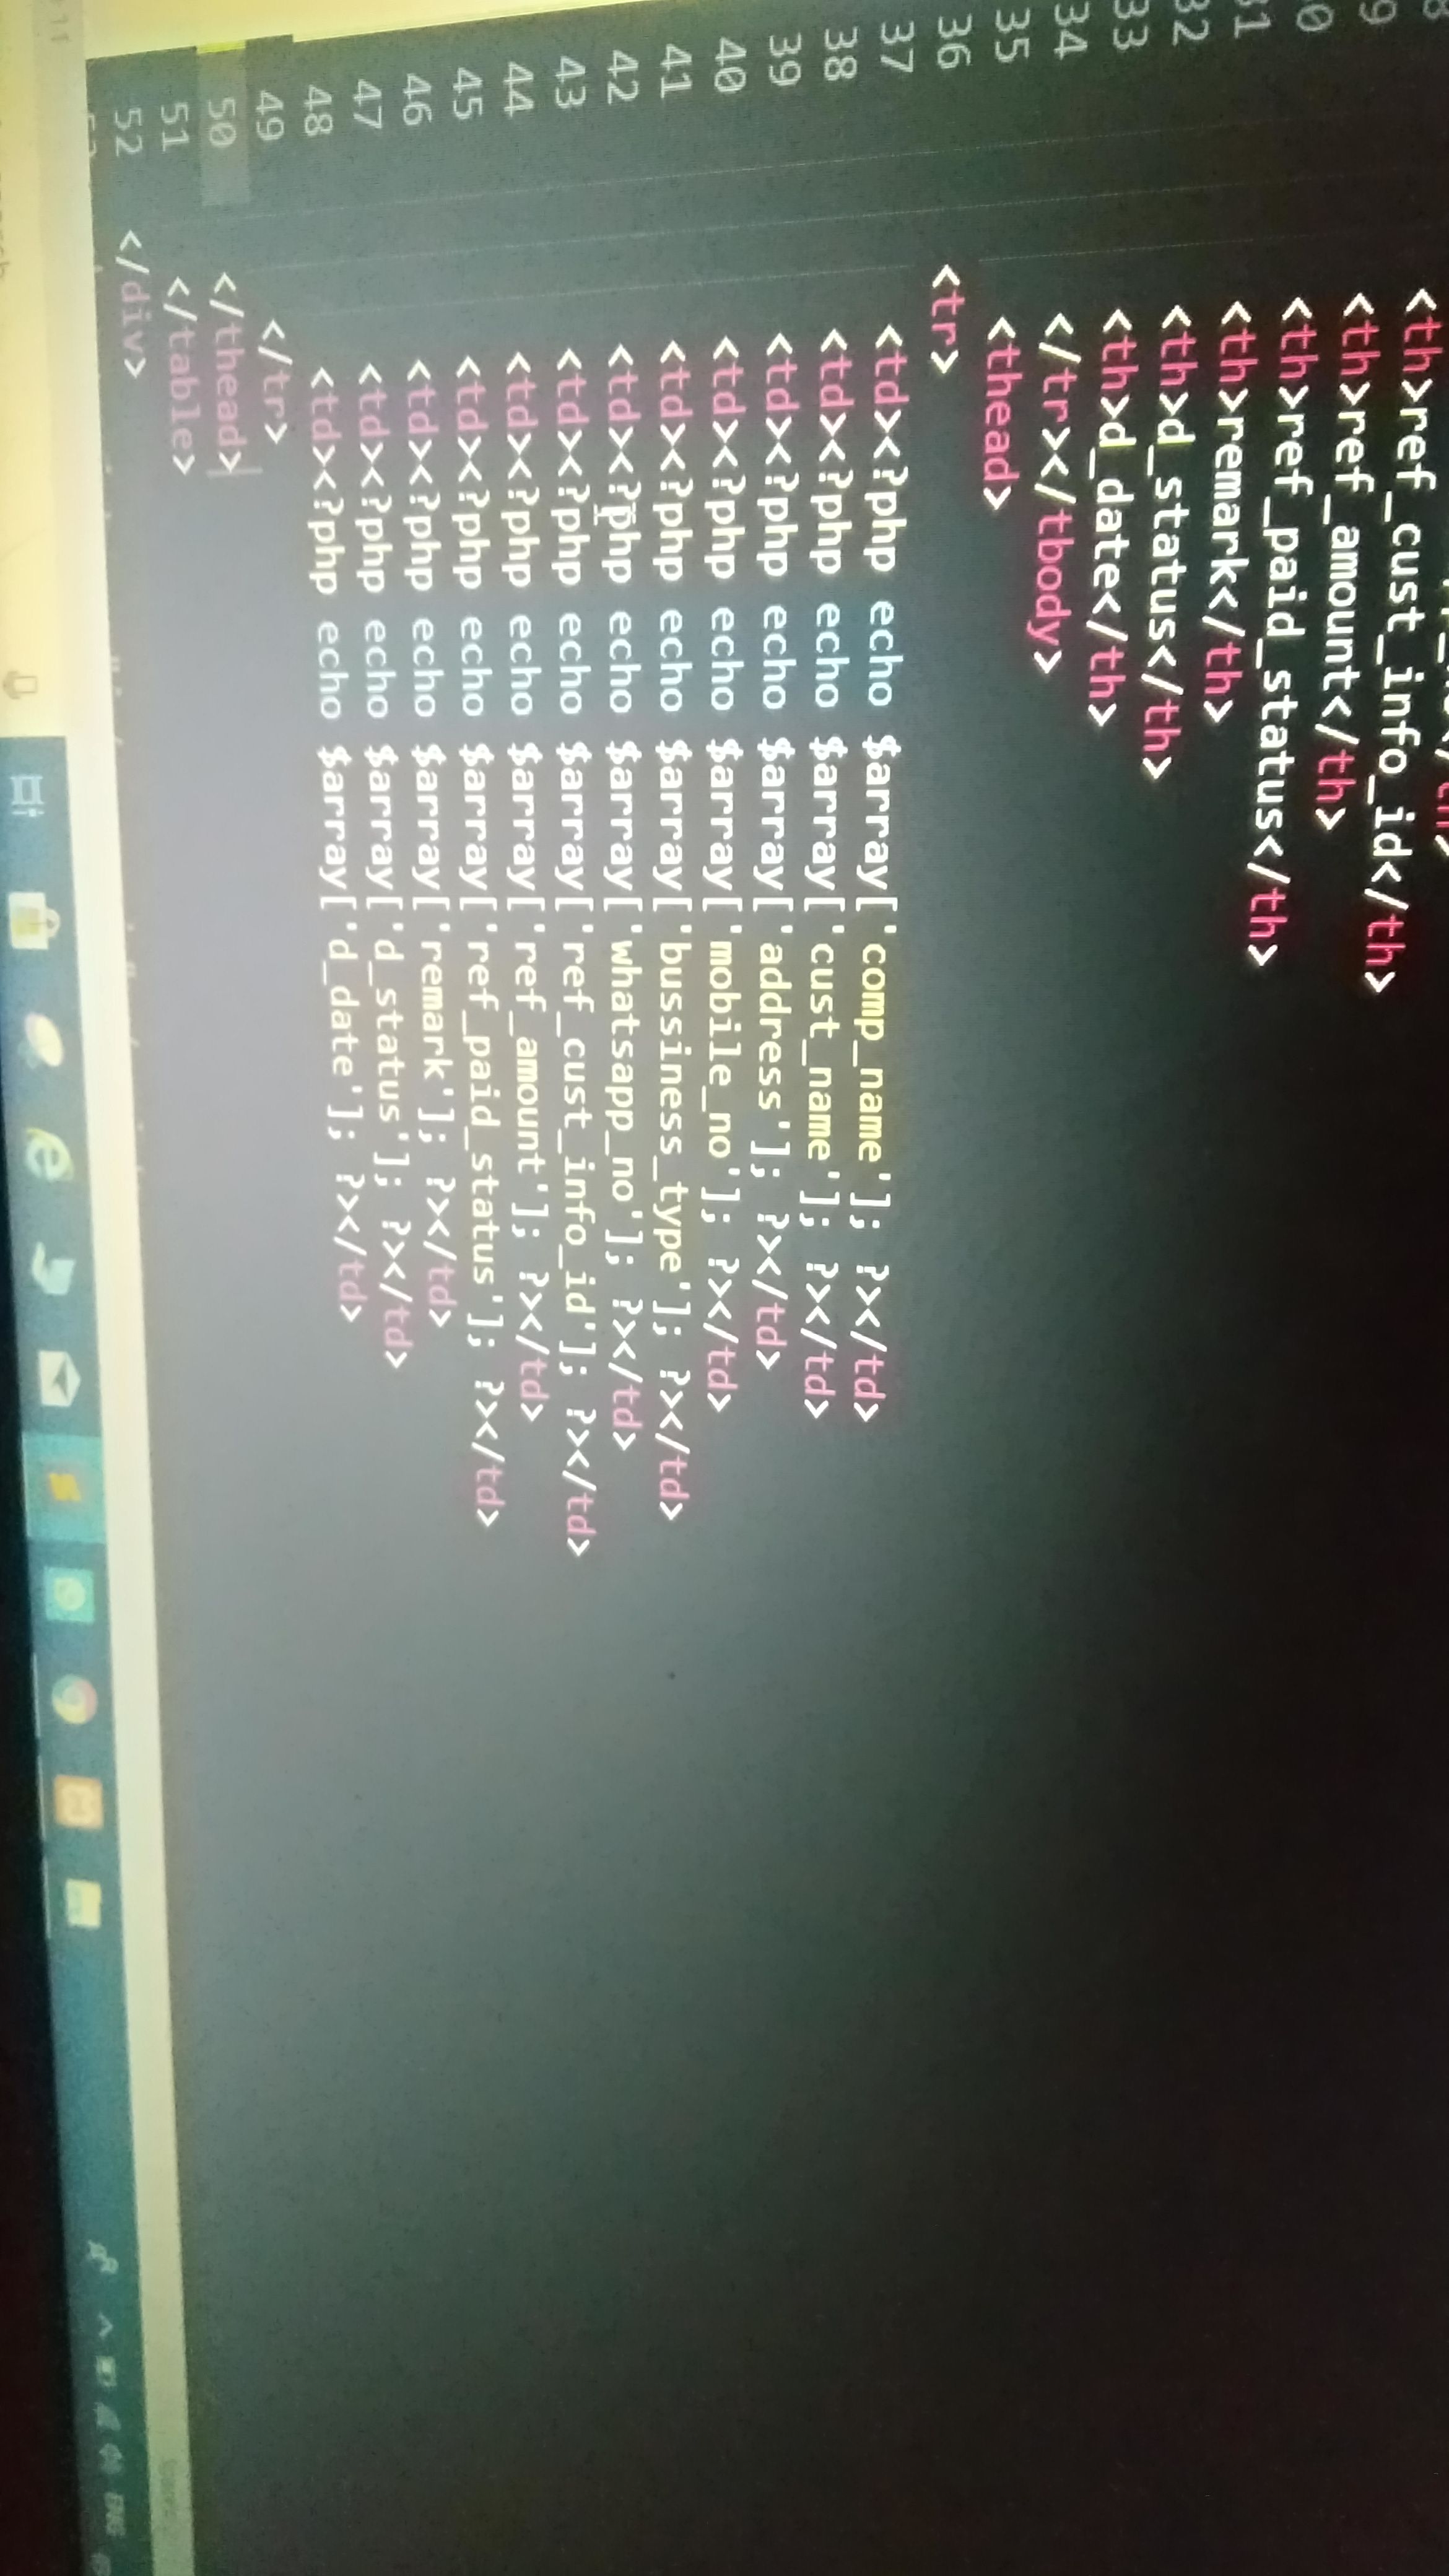 <th>ref_cust_info_id</th>
29 <th>ref_amount</th>
30 <th>ref_paid_status</th>
31 <th>remark</th>
32 <th>d_status</th>
33 <th>d_date</th>
34 </tr></tbody>
35 <thead>
36 <tr>
37 <td><?php echo $array['comp_name']; ?></td>
38 <td><?php echo $array['cust_name']; ?></td>
39 <td><?php echo $array['address']; ?></td>
40 <td><?php echo $array['mobile_no']; ?></td>
41 <td><?php echo $array['bussiness_type']; ?></td>
42 <td><?php echo $array['whatsapp_no']; ?></td>
43 <td><?php echo $array['ref_cust_info_id']; ?></td>
44 <td><?php echo $array['ref_amount']; ?></td>
45 <td><?php echo $array['ref_paid_status']; ?></td>
46 <td><?php echo $array['remark']; ?></td>
47 <td><?php echo $array['d_status']; ?></td>
48 <td><?php echo $array['d_date']; ?></td>
49 </tr>
50 </thead>
51 </table>
52 </div>
ENG